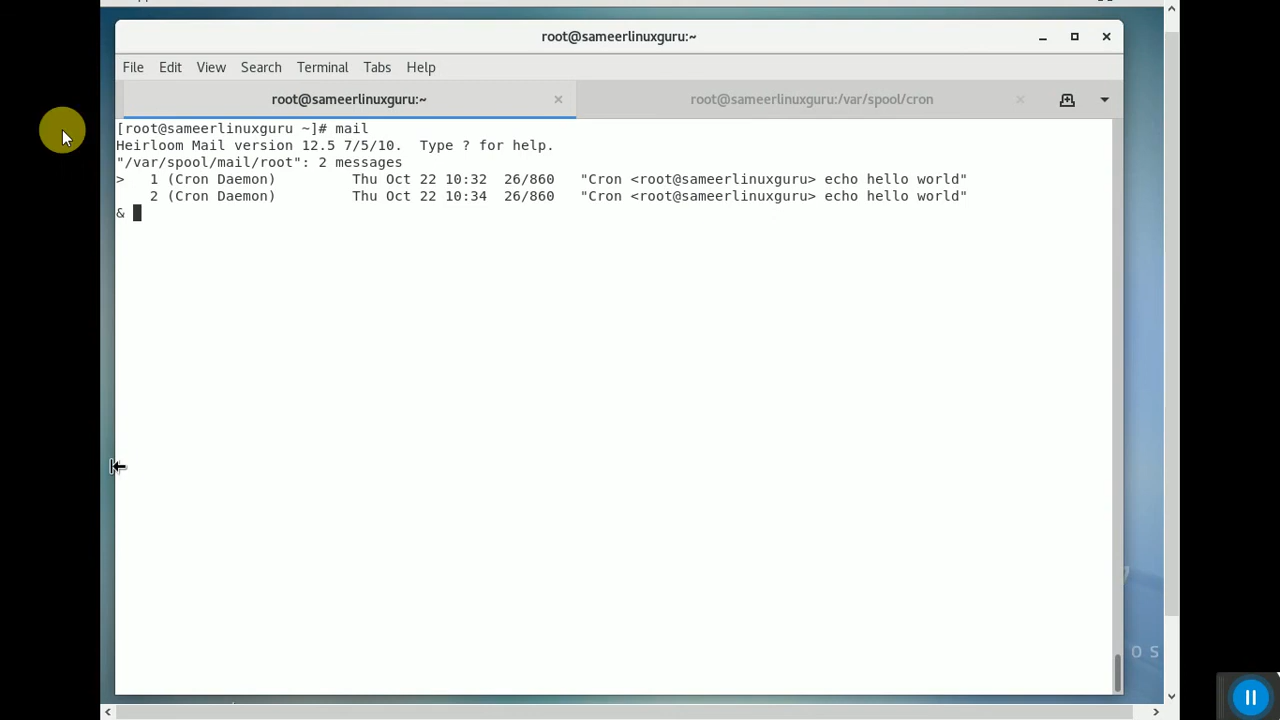 root@sameerlinuxguru:~
File Edit View Search Terminal Tabs Help
root@sameerlinuxguru:~ root@sameerlinuxguru:/var/spool/cron
[root@sameerlinuxguru ~]# mail
Heirloom Mail version 12.5 7/5/10.  Type ? for help.
"/var/spool/mail/root": 2 messages
>   1 (Cron Daemon)         Thu Oct 22 10:32  26/860   "Cron <root@sameerlinuxguru> echo hello world"
    2 (Cron Daemon)         Thu Oct 22 10:34  26/860   "Cron <root@sameerlinuxguru> echo hello world"
&
7
OS